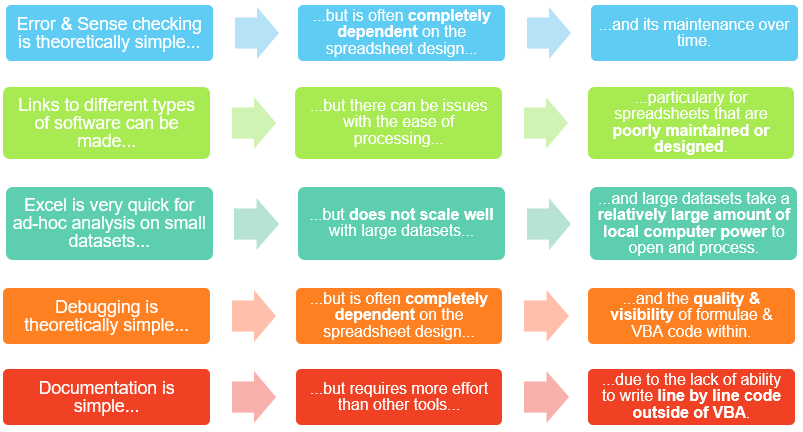 Error & Sense checking
is theoretically simple...
...but is often completely
dependent on the
spreadsheet design...
...and its maintenance over
time.
Links to different types
of software can be
made...
...but there can be issues
with the ease of
processing...
...particularly for
spreadsheets that are
poorly maintained or
designed.
Excel is very quick for
ad-hoc analysis on small
datasets...
...but does not scale well
with large datasets...
...and large datasets take a
relatively large amount of
local computer power to
open and process.
Debugging is
theoretically simple...
...but is often completely
dependent on the
spreadsheet design...
...and the quality &
visibility of formulae &
VBA code within.
Documentation is
simple...
...but requires more effort
than other tools...
...due to the lack of ability
to write line by line code
outside of VBA.